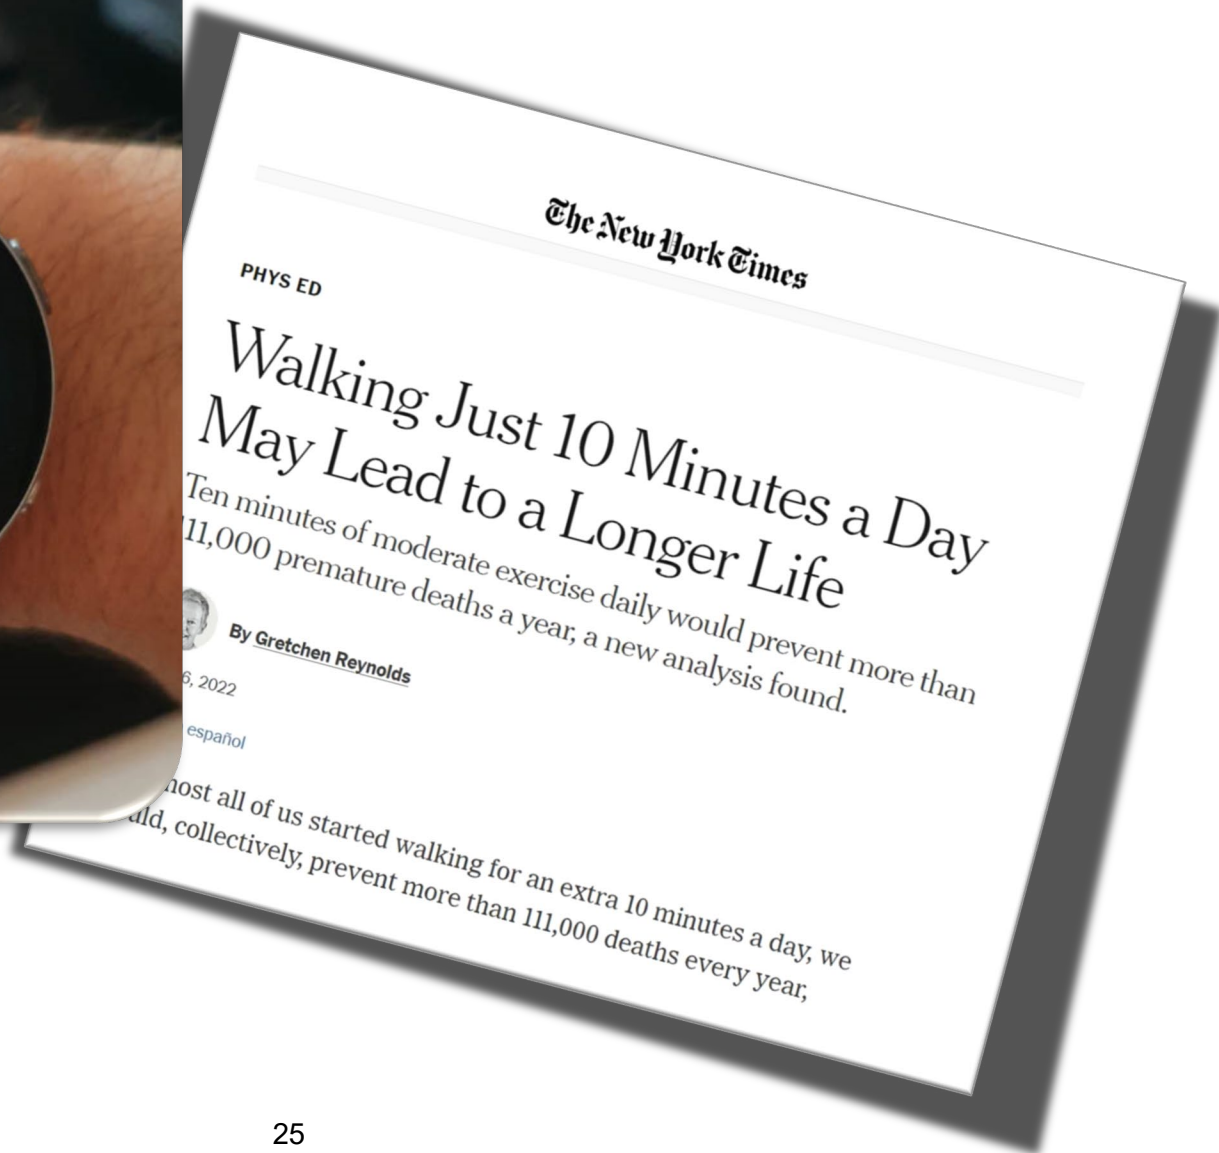 The New York Times
PHYS ED
Walking Just 10 Minutes a Day
May Lead to a Longer Life
Ten minutes of moderate exercise daily would prevent more than
111,000 premature deaths a year, a new analysis found.
By Gretchen Reynolds
6, 2022
español
all of us started walking for an extra 10 minutes a day, we
collectively, prevent more than 111,000 deaths every year,
25